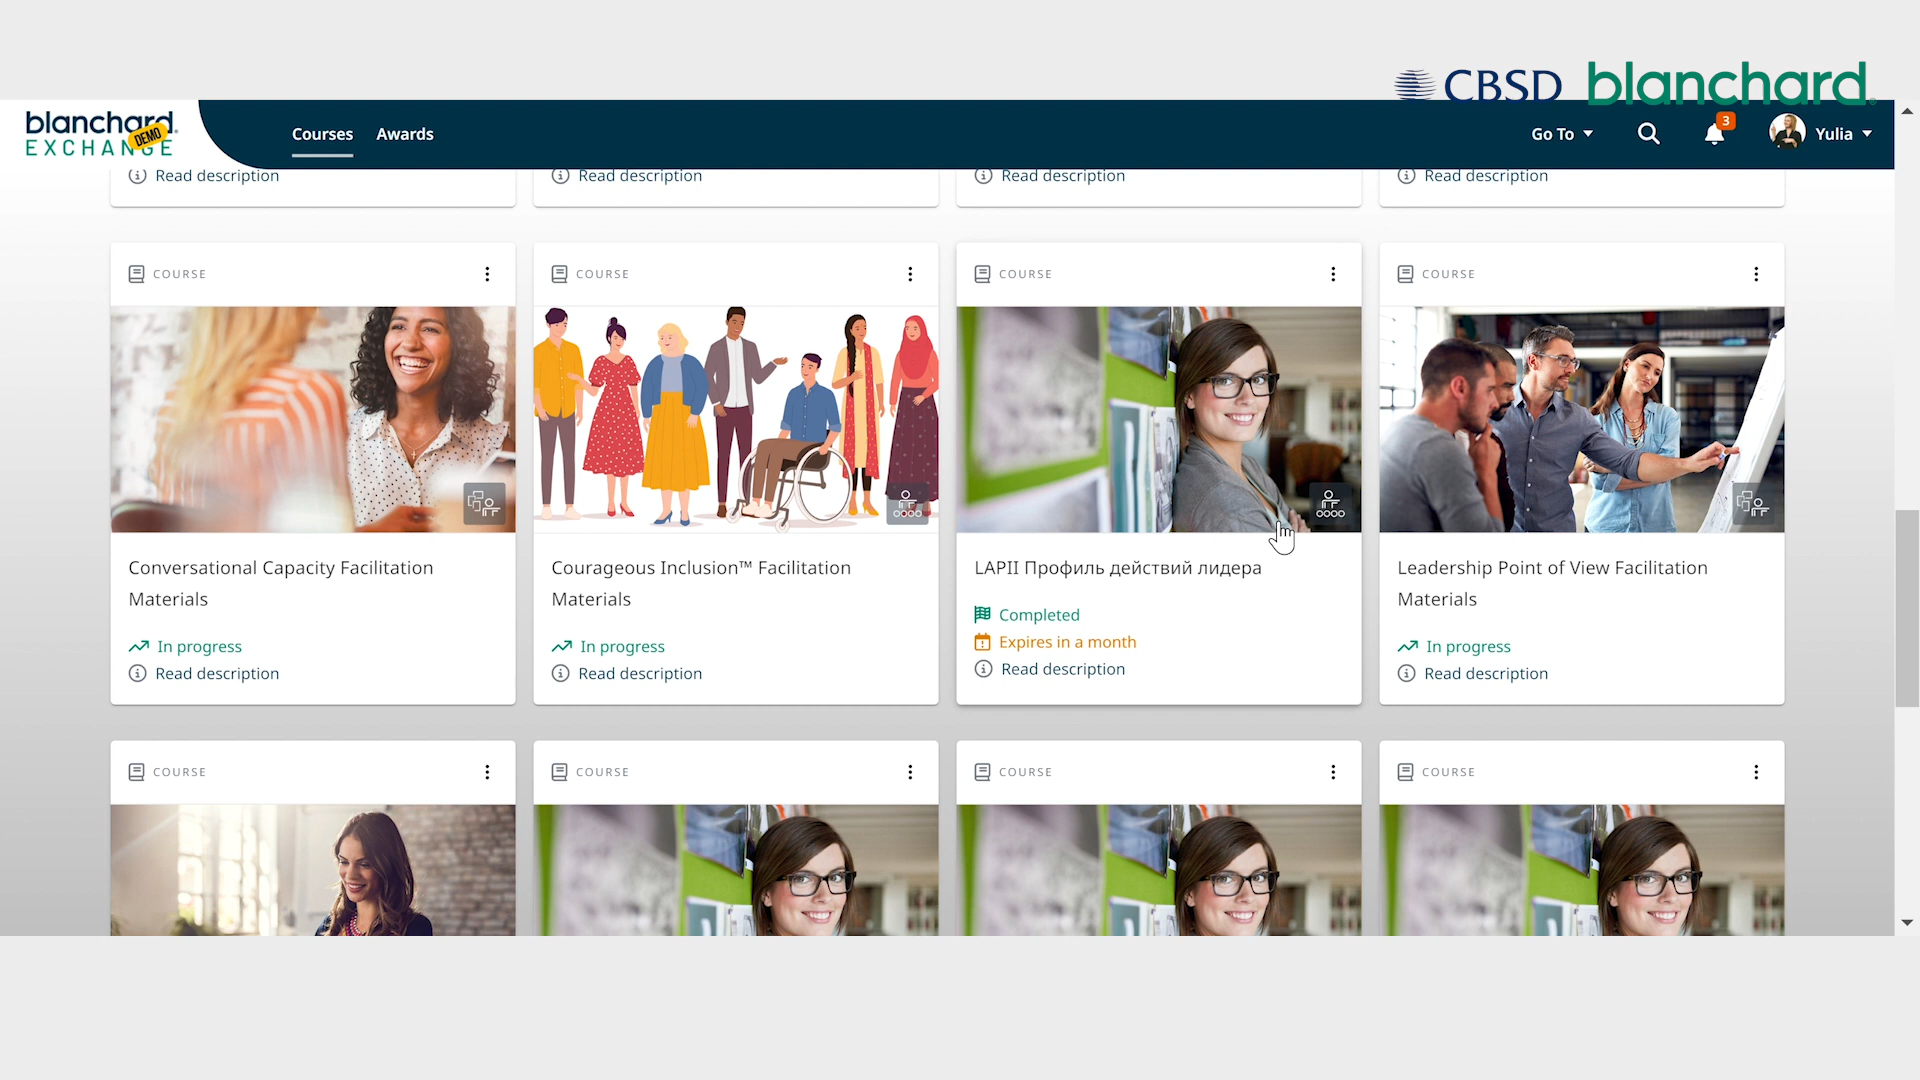 CBSD blanchard
blanchard
DEMO
EXCHANGE
Courses Awards
Go To
3
Yulia
Read description
Read description
Read description
Read description
COURSE
COURSE
COURSE
COURSE
Conversational Capacity Facilitation
Materials
In progress
Read description
Courageous Inclusion™ Facilitation
Materials
In progress
Read description
LAPII Профиль действий лидера
Completed
Expires in a month
Read description
Leadership Point of View Facilitation
Materials
In progress
Read description
COURSE
COURSE
COURSE
COURSE